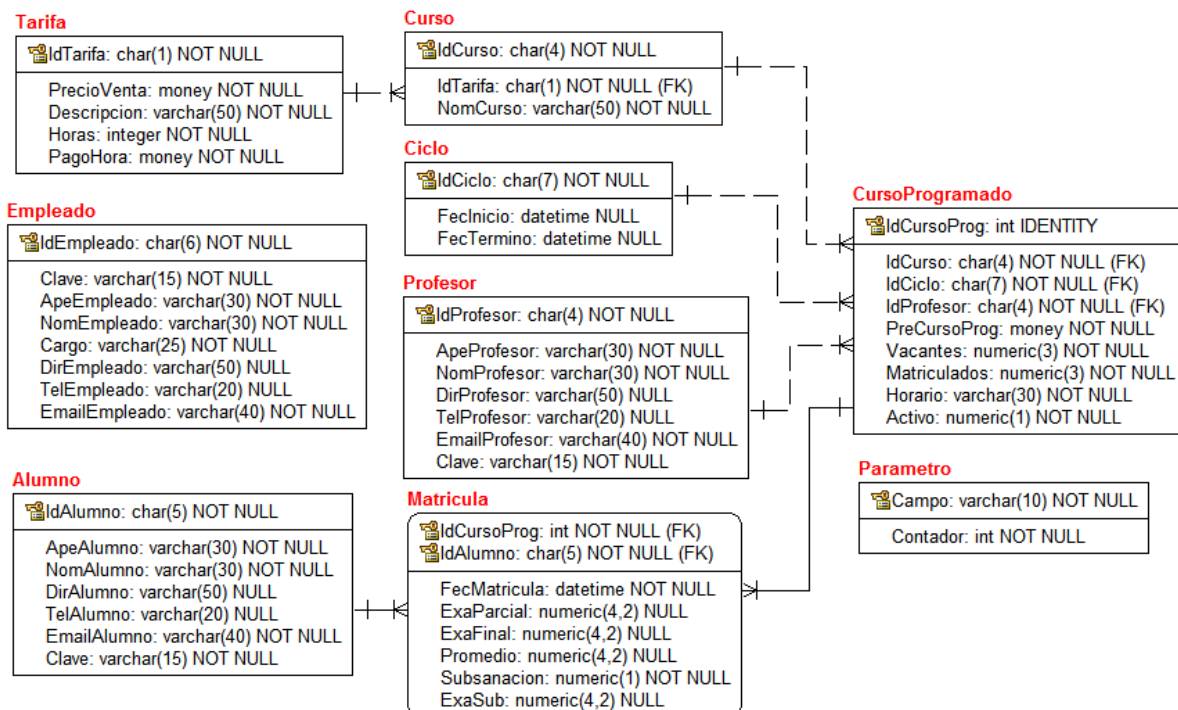 Tarifa
IdTarifa: char(1) NOT NULL
PrecioVenta: money NOT NULL
Descripcion: varchar(50) NOT NULL
Horas: integer NOT NULL
PagoHora: money NOT NULL
Curso
IdCurso: char(4) NOT NULL
IdTarifa: char(1) NOT NULL (FK)
NomCurso: varchar(50) NOT NULL
Ciclo
IdCiclo: char(7) NOT NULL
FecInicio: datetime NULL
FecTermino: datetime NULL
Empleado
IdEmpleado: char(6) NOT NULL
Clave: varchar(15) NOT NULL
ApeEmpleado: varchar(30) NOT NULL
NomEmpleado: varchar(30) NOT NULL
Cargo: varchar(25) NOT NULL
DirEmpleado: varchar(50) NULL
TelEmpleado: varchar(20) NULL
EmailEmpleado: varchar(40) NOT NULL
Profesor
IdProfesor: char(4) NOT NULL
ApeProfesor: varchar(30) NOT NULL
NomProfesor: varchar(30) NOT NULL
DirProfesor: varchar(50) NULL
TelProfesor: varchar(20) NULL
EmailProfesor: varchar(40) NOT NULL
Clave: varchar(15) NOT NULL
CursoProgramado
IdCursoProg: int IDENTITY
IdCurso: char(4) NOT NULL (FK)
IdCiclo: char(7) NOT NULL (FK)
IdProfesor: char(4) NOT NULL (FK)
PreCursoProg: money NOT NULL
Vacantes: numeric(3) NOT NULL
Matriculados: numeric(3) NOT NULL
Horario: varchar(30) NOT NULL
Activo: numeric(1) NOT NULL
Alumno
IdAlumno: char(5) NOT NULL
ApeAlumno: varchar(30) NOT NULL
NomAlumno: varchar(30) NOT NULL
DirAlumno: varchar(50) NULL
TelAlumno: varchar(20) NULL
EmailAlumno: varchar(40) NOT NULL
Clave: varchar(15) NOT NULL
Matricula
IdCursoProg: int NOT NULL (FK)
IdAlumno: char(5) NOT NULL (FK)
FecMatricula: datetime NOT NULL
ExaParcial: numeric(4,2) NULL
ExaFinal: numeric(4,2) NULL
Promedio: numeric(4,2) NULL
Subsanacion: numeric(1) NOT NULL
ExaSub: numeric(4,2) NULL
Parametro
Campo: varchar(10) NOT NULL
Contador: int NOT NULL